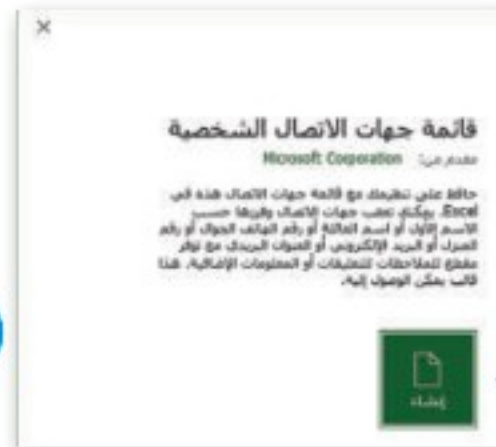 قائمة جهات الاتصال الشخصية
مقدم من: Microsoft Corporation
حافظ على تنظيمك مع قائمة جهات الاتصال هذه في
Excel. يمكنك تعقب جهات الاتصال وفرزها حسب
الاسم الأول أو اسم العائلة أو رقم الهاتف الجوال أو رقم
المنزل أو البريد الإلكتروني أو العنوان البريدي مع توفر
مقطع للملاحظات للتعليقات أو المعلومات الإضافية. هذا
قالب يمكن الوصول إليه.
إنشاء